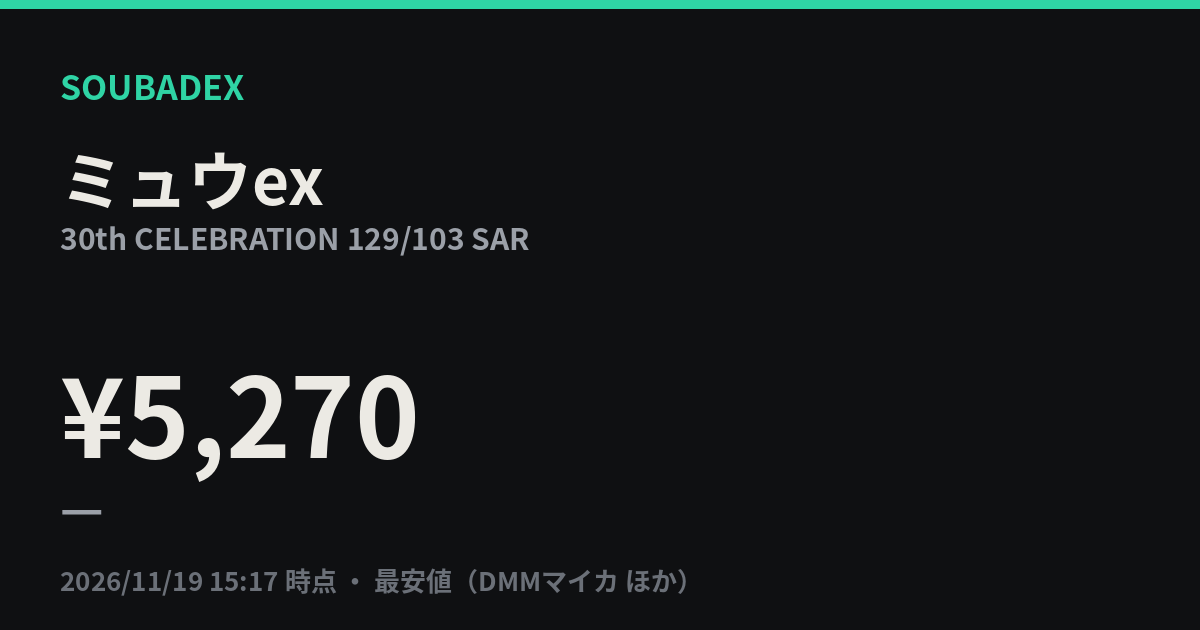 SOUBADEX
ミュウex
30th CELEBRATION 129/103 SAR
¥5,270
—
2026/11/19 15:17 時点 ・ 最安値（DMMマイカ ほか）